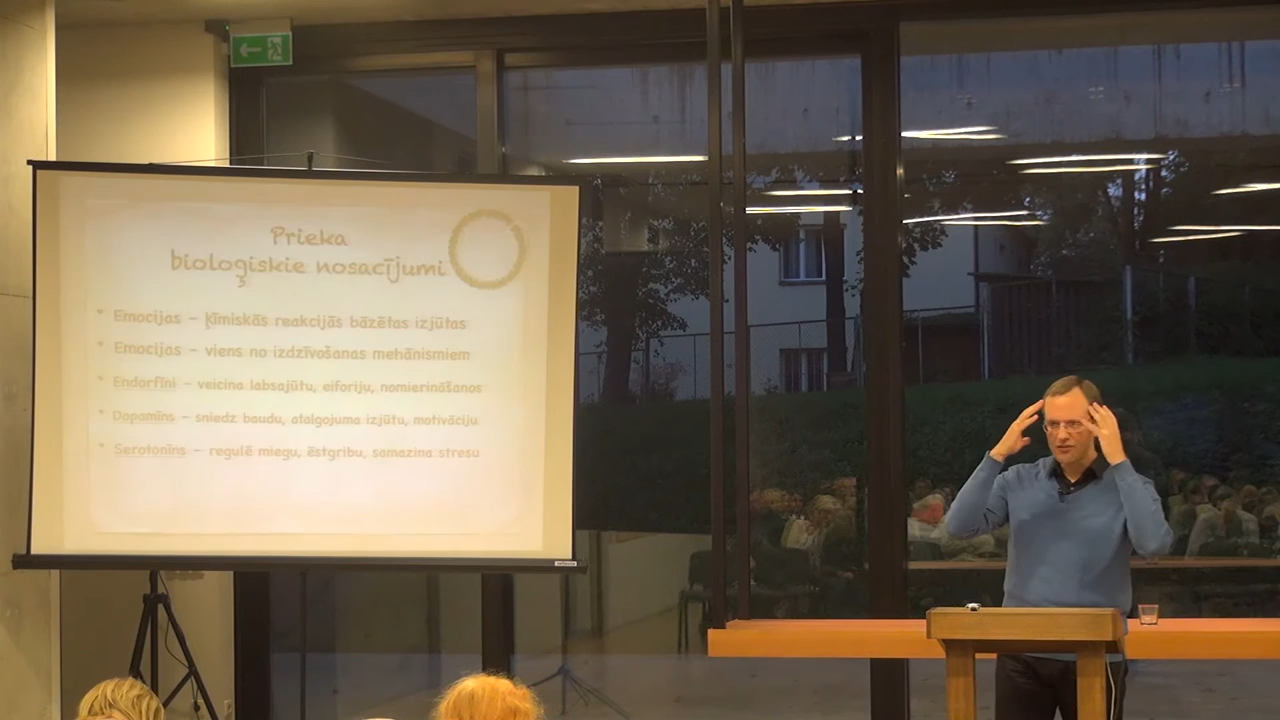 Prieka
bioloģiskie nosacījumi
• Emocijas – Ķīmiskās reakcijās bāzētas izjūtas
• Emocijas – viens no izdzīvošanas mehānismiem
• Endorfīni – veicina labsajūtu, eiforiju, nomierināšanos
• Dopamīns – sniedz baudu, atalgojuma izjūtu, motivāciju
• Serotonīns – regulē miegu, ēstgribu, samazina stresu